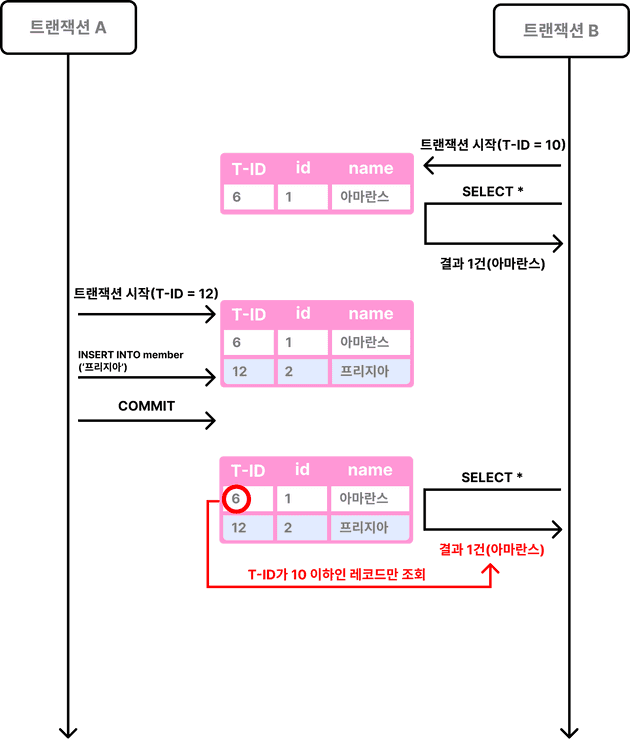 트랜잭션 A
트랜잭션 B
트랜잭션 시작(T-ID = 10)
T-ID id name
6 1 아마란스
SELECT *
결과 1건(아마란스)
트랜잭션 시작(T-ID = 12)
T-ID id name
6 1 아마란스
INSERT INTO member
('프리지아')
12 2 프리지아
COMMIT
T-ID id name
6 1 아마란스
12 2 프리지아
SELECT *
결과 1건(아마란스)
T-ID가 10 이하인 레코드만 조회